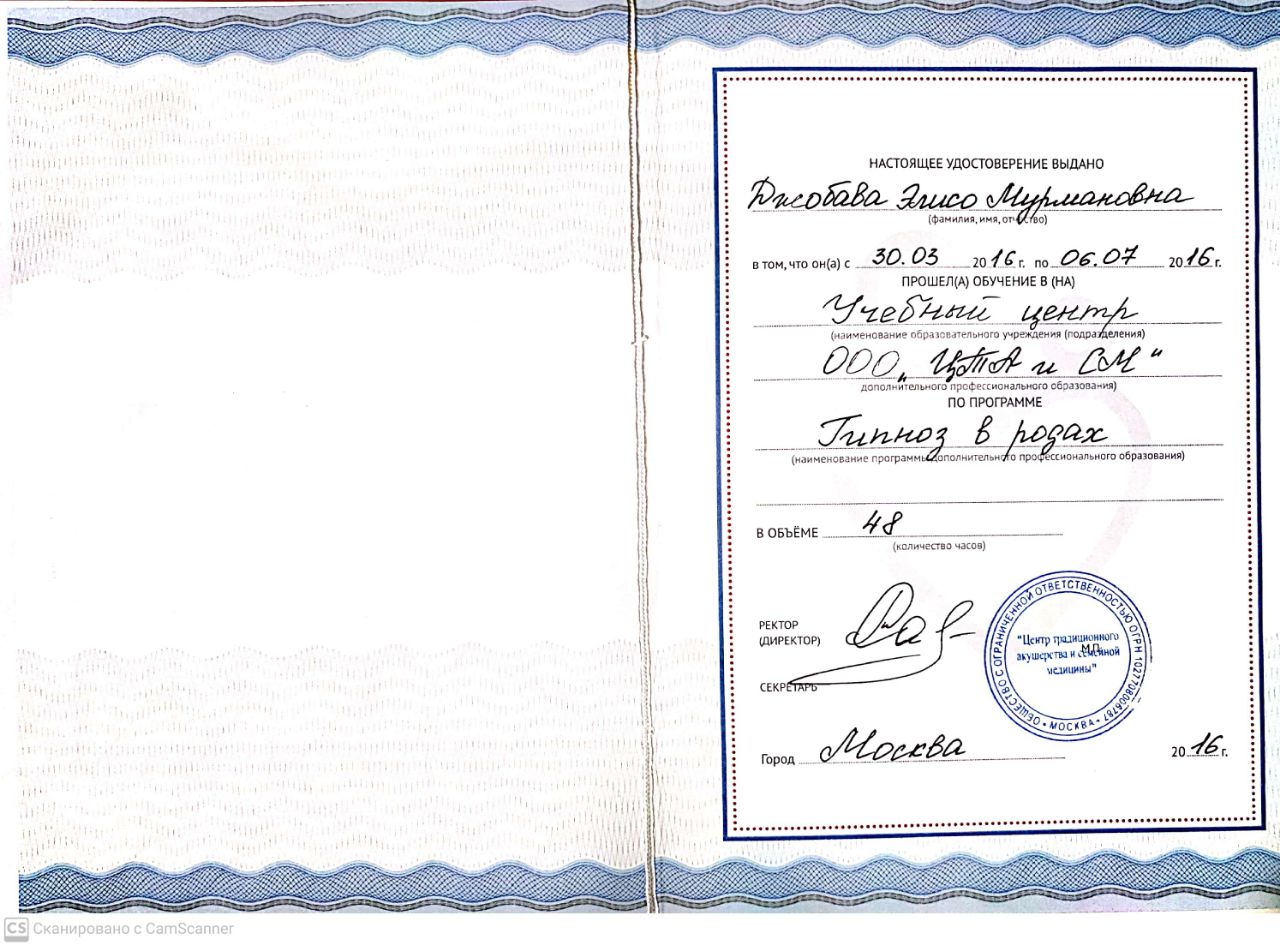 НАСТОЯЩЕЕ УДОСТОВЕРЕНИЕ ВЫДАНО
Джобава Элисо Мурмановна
(фамилия, имя, отчество)
в том, что он(а) с 30.03 2016 г. по 06.07 2016 г.
ПРОШЕЛ(А) ОБУЧЕНИЕ В (НА)
Учебный центр
(наименование образовательного учреждения (подразделения)
ООО „ЦТА и СМ"
дополнительного профессионального образования)
ПО ПРОГРАММЕ
Гипноз в родах
(наименование программы дополнительного профессионального образования)
В ОБЪЁМЕ 48
(количество часов)
РЕКТОР
(ДИРЕКТОР)
СЕКРЕТАРЬ
ОБЩЕСТВО С ОГРАНИЧЕННОЙ ОТВЕТСТВЕННОСТЬЮ ОГРН 1027708006787 • МОСКВА •
"Центр традиционного
акушерства и семейной
медицины"
М.П.
Город Москва 2016 г.
CS Сканировано с CamScanner